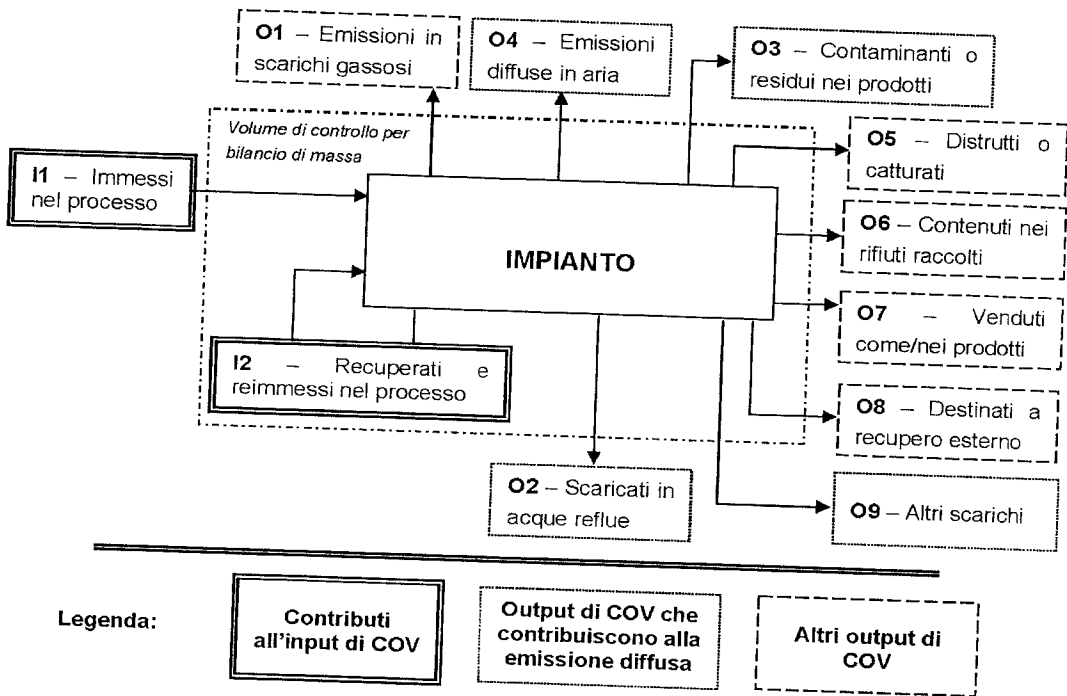 O1 – Emissioni in
scarichi gassosi
O4 – Emissioni
diffuse in aria
O3 – Contaminanti o
residui nei prodotti
Volume di controllo per
bilancio di massa
I1 – Immessi
nel processo
O5 – Distrutti o
catturati
O6 – Contenuti nei
rifiuti raccolti
IMPIANTO
O7 – Venduti
come/nei prodotti
I2 – Recuperati e
reimmessi nel processo
O8 – Destinati a
recupero esterno
O2 – Scaricati in
acque reflue
O9 – Altri scarichi
Legenda:
Contributi
all'input di COV
Output di COV che
contribuiscono alla
emissione diffusa
Altri output di
COV